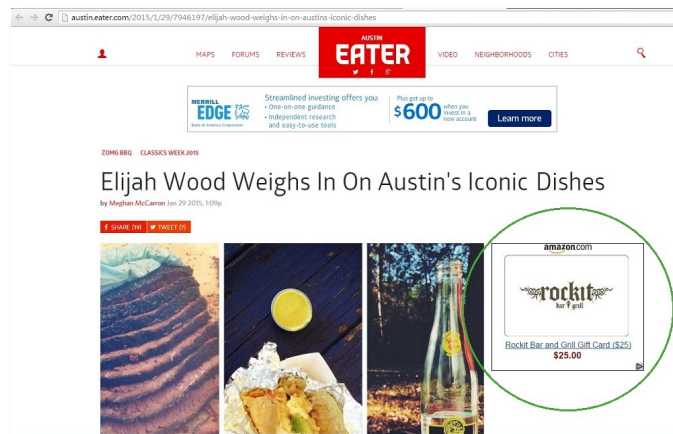 austin.eater.com/2015/1/29/7946197/elijah-wood-weighs-in-on-austins-iconic-dishes
MAPS FORUMS REVIEWS
AUSTIN
EATER
VIDEO NEIGHBORHOODS CITIES
MERRILL
EDGE
Bank of America Corporation
Streamlined investing offers you:
• One-on-one guidance
• Independent research
and easy-to-use tools
Plus get up to
$600
when you
invest in a
new account
Learn more
ZOMG BBQ CLASSICS WEEK 2015
Elijah Wood Weighs In On Austin's Iconic Dishes
by Meghan McCarron Jan 29 2015, 1:09p
SHARE (19) TWEET (7)
amazon.com
rockit
bar grill
Rockit Bar and Grill Gift Card ($25)
$25.00